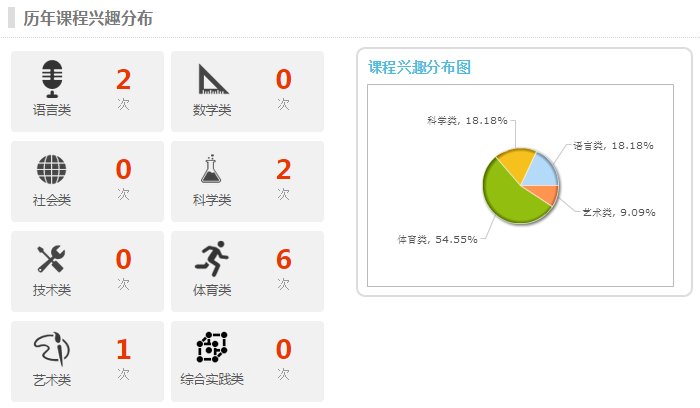 历年课程兴趣分布
2
次
语言类
0
次
数学类
0
次
社会类
2
次
科学类
0
次
技术类
6
次
体育类
1
次
艺术类
0
次
综合实践类
课程兴趣分布图
科学类, 18.18%
语言类, 18.18%
艺术类, 9.09%
体育类, 54.55%